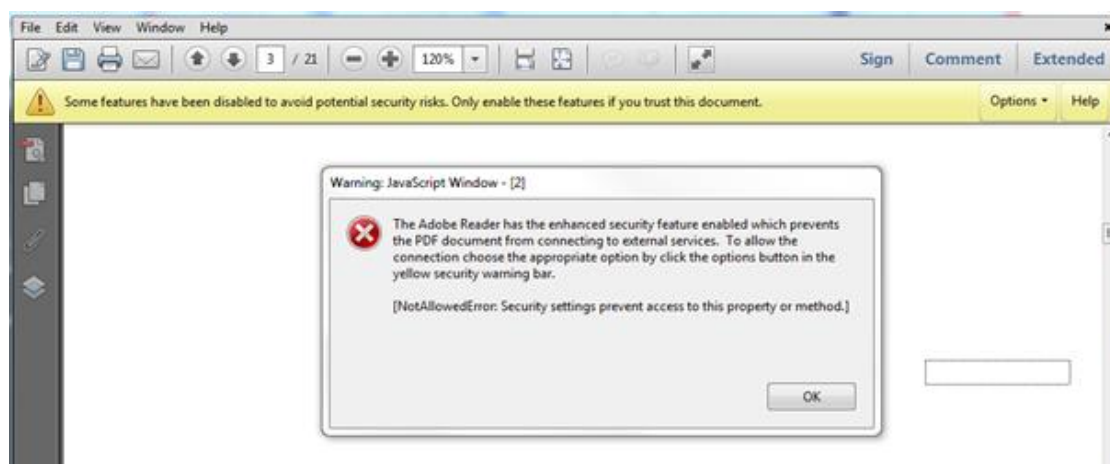 File Edit View Window Help
3 / 21 120% Sign Comment Extended
Some features have been disabled to avoid potential security risks. Only enable these features if you trust this document. Options Help
Warning: JavaScript Window - [2]
The Adobe Reader has the enhanced security feature enabled which prevents
the PDF document from connecting to external services. To allow the
connection choose the appropriate option by click the options button in the
yellow security warning bar.
[NotAllowedError: Security settings prevent access to this property or method.]
OK